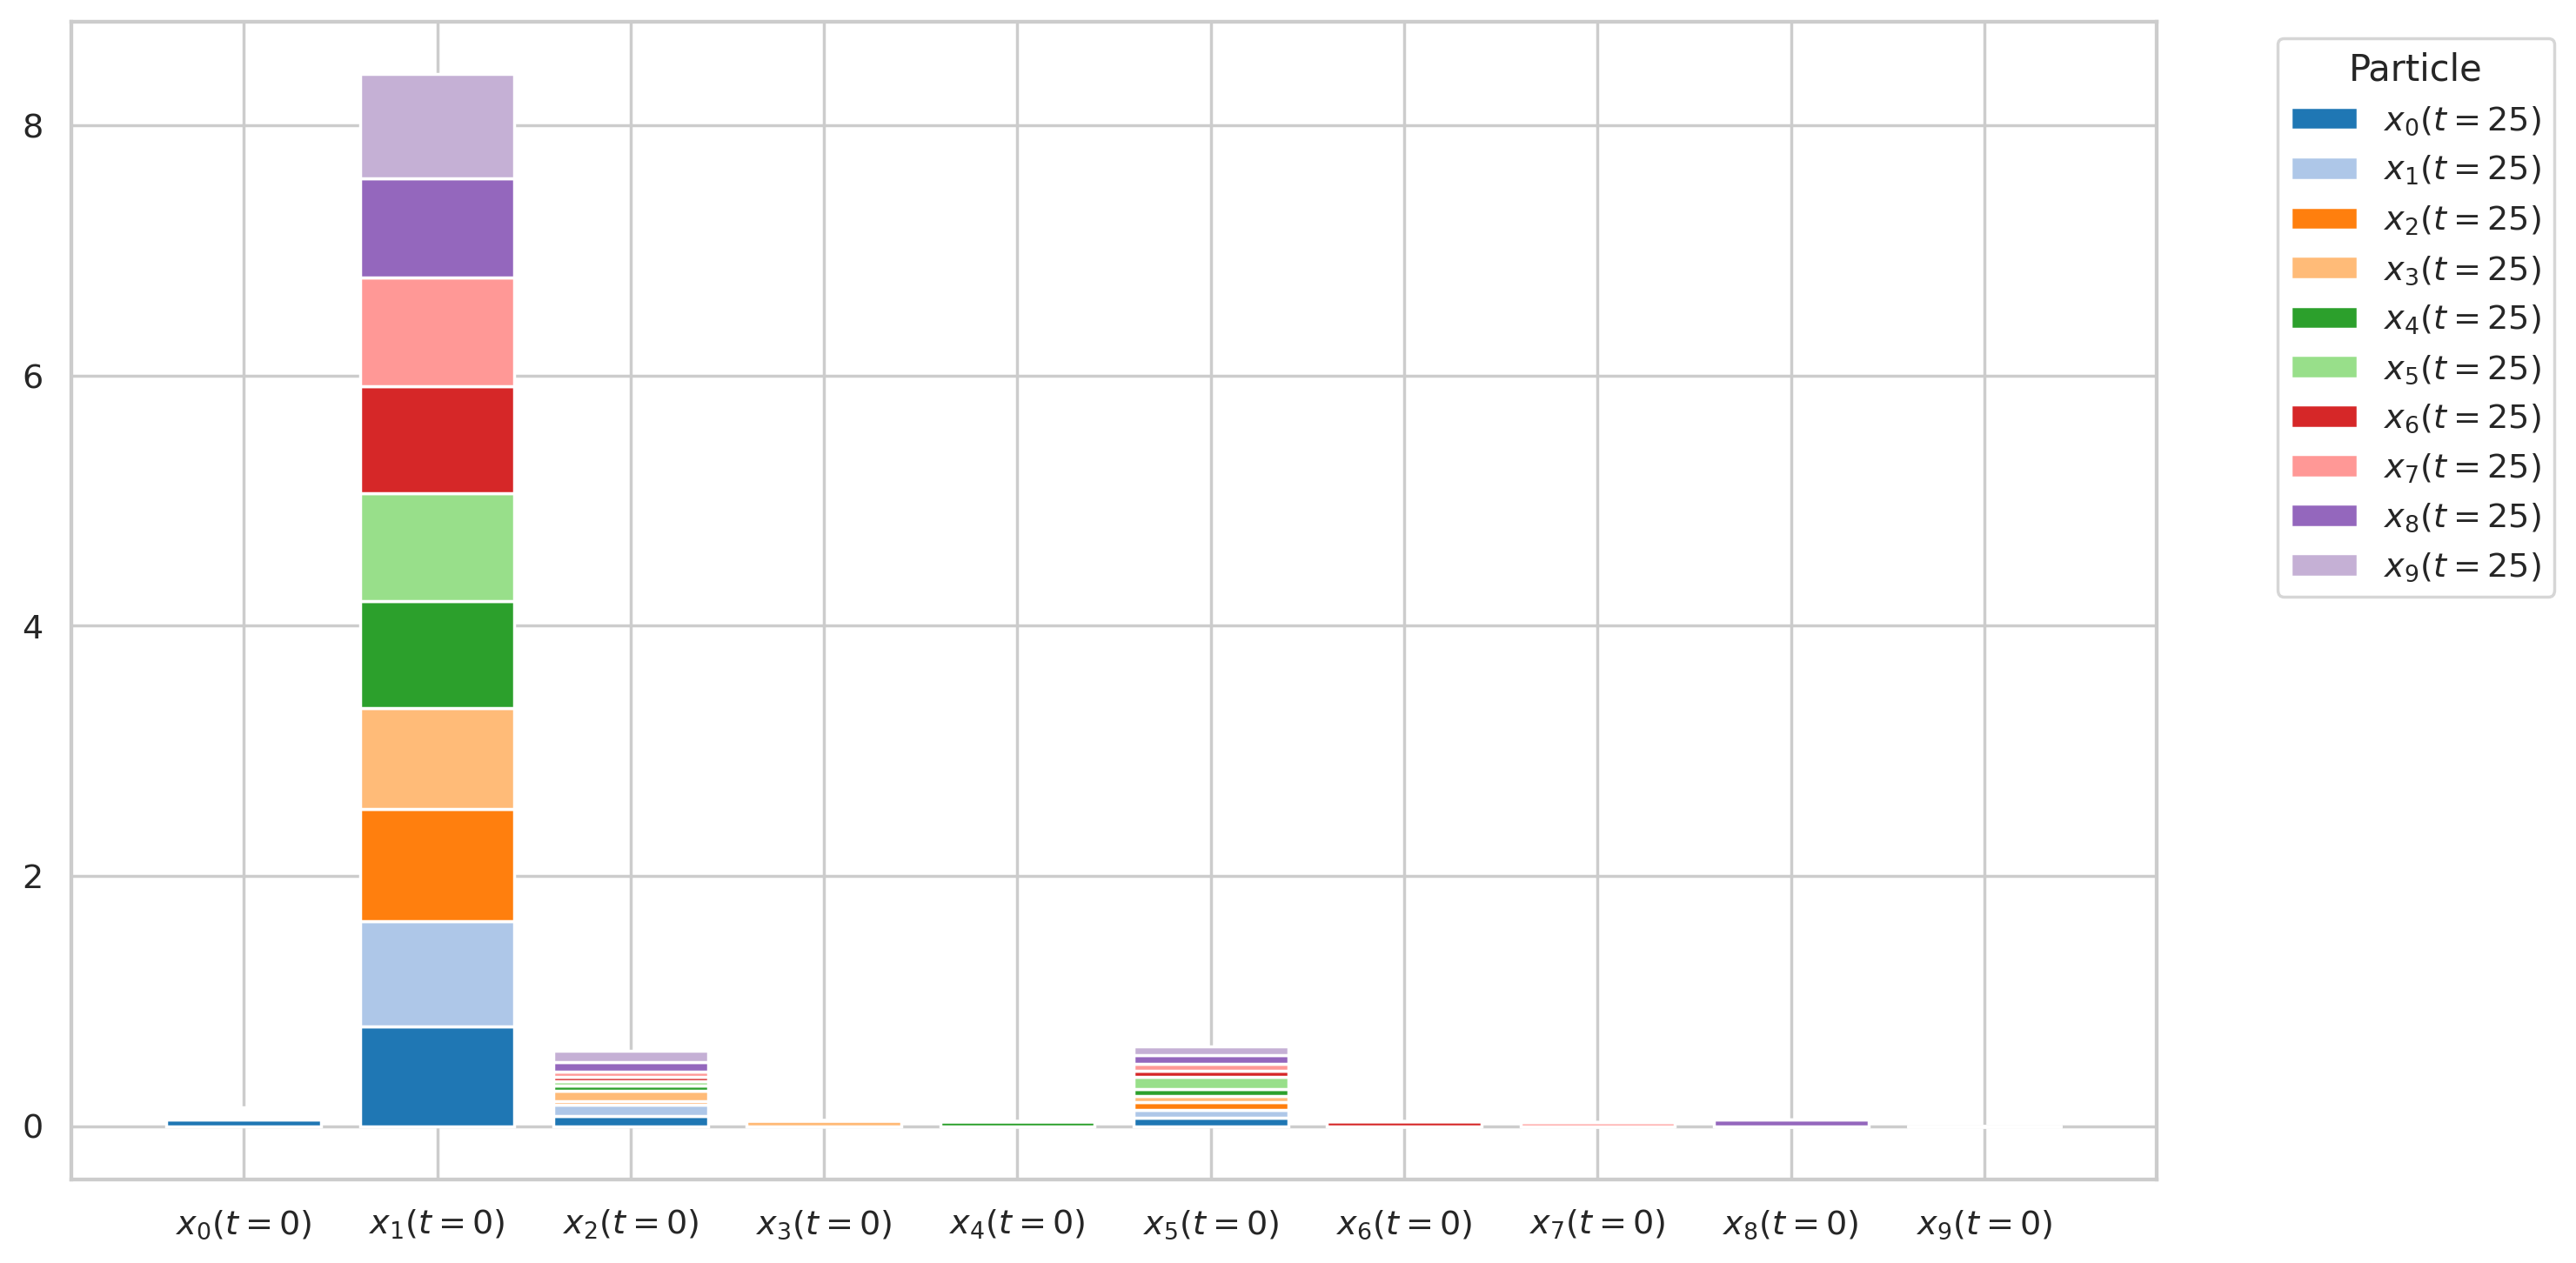 8
6
4
2
0
x₀(t = 0) x₁(t = 0) x₂(t = 0) x₃(t = 0) x₄(t = 0) x₅(t = 0) x₆(t = 0) x₇(t = 0) x₈(t = 0) x₉(t = 0)
Particle
x₀(t = 25)
x₁(t = 25)
x₂(t = 25)
x₃(t = 25)
x₄(t = 25)
x₅(t = 25)
x₆(t = 25)
x₇(t = 25)
x₈(t = 25)
x₉(t = 25)